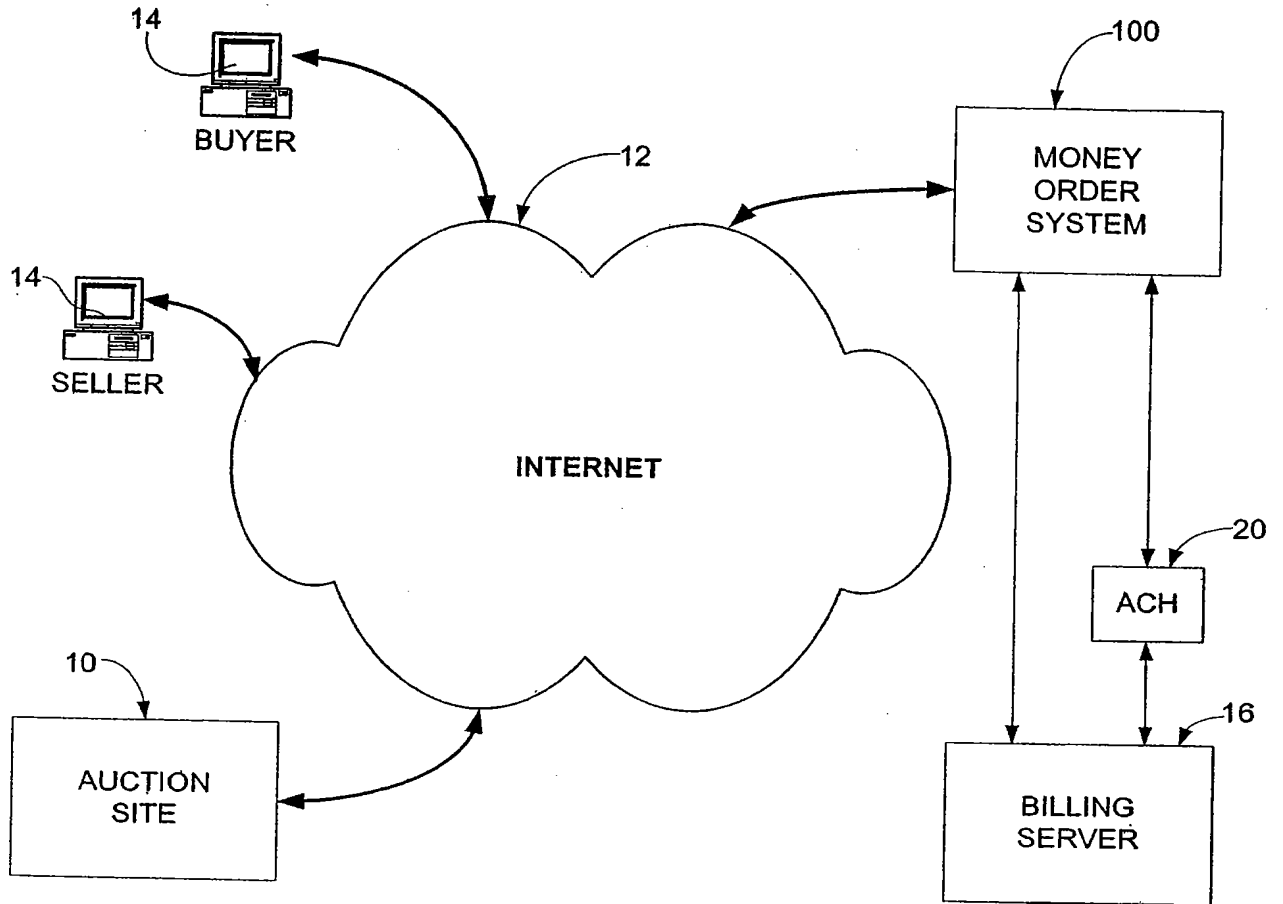 14
BUYER
100
MONEY
ORDER
SYSTEM
12
14
SELLER
INTERNET
20
ACH
10
AUCTION
SITE
16
BILLING
SERVER